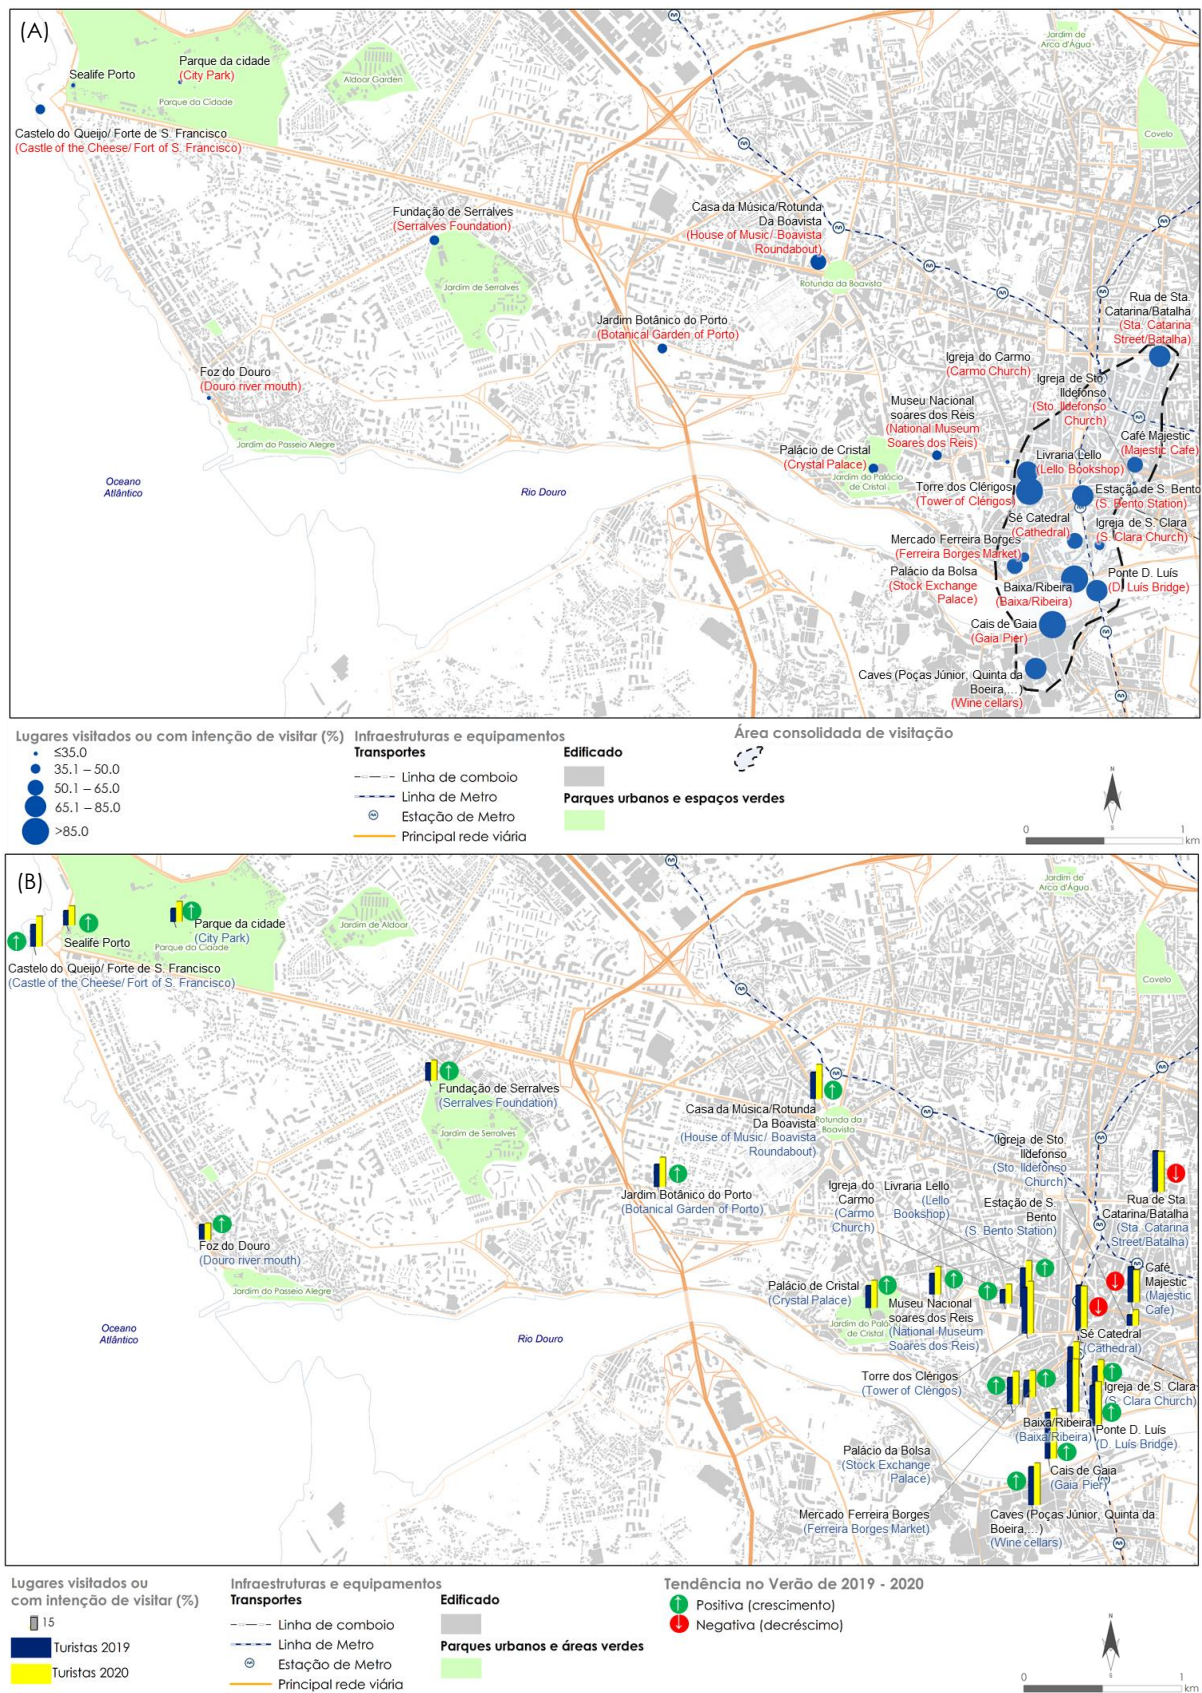 (A)
Jardim de
Arca d'Água
Parque da cidade
(City Park)
Sealife Porto
Aldoar Garden
Parque da Cidade
Castelo do Queijo/ Forte de S. Francisco
(Castle of the Cheese/ Fort of S. Francisco)
Covelo
Fundação de Serralves
(Serralves Foundation)
Casa da Música/Rotunda
Da Boavista
(House of Music/ Boavista
Roundabout)
Jardim de Serralves
Rotunda da Boavista
Rua de Sta.
Catarina/Batalha
(Sta. Catarina
Street/Batalha)
Jardim Botânico do Porto
(Botanical Garden of Porto)
Igreja do Carmo
(Carmo Church)
Foz do Douro
(Douro river mouth)
Igreja de Sto.
Ildefonso
(Sto. Ildefonso
Church)
Museu Nacional
soares dos Reis
(National Museum
Soares dos Reis)
Café Majestic
(Majestic Cafe)
Jardim do Passeio Alegre
Palácio de Cristal
(Crystal Palace)
Livraria Lello
(Lello Bookshop)
Jardim do Palácio
de Cristal
Oceano
Atlântico
Rio Douro
Torre dos Clérigos
(Tower of Clérigos)
Estação de S. Bento
(S. Bento Station)
Sé Catedral
(Cathedral)
Igreja de S. Clara
(S. Clara Church)
Mercado Ferreira Borges
(Ferreira Borges Market)
Palácio da Bolsa
(Stock Exchange
Palace)
Baixa/Ribeira
(Baixa/Ribeira)
Ponte D. Luís
(D. Luís Bridge)
Cais de Gaia
(Gaia Pier)
Caves (Poças Júnior, Quinta da
Boeira,...)
(Wine cellars)
Lugares visitados ou com intenção de visitar (%)
≤35.0
35.1 – 50.0
50.1 – 65.0
65.1 – 85.0
>85.0
Infraestruturas e equipamentos
Transportes
Linha de comboio
Linha de Metro
Estação de Metro
Principal rede viária
Edificado
Parques urbanos e espaços verdes
Área consolidada de visitação
N
S
0 1
km
(B)
Jardim de
Arca d'Água
Parque da cidade
(City Park)
Sealife Porto
Parque da Cidade
Jardim de Aldoar
Castelo do Queijo/ Forte de S. Francisco
(Castle of the Cheese/ Fort of S. Francisco)
Covelo
Fundação de Serralves
(Serralves Foundation)
Jardim de Serralves
Casa da Música/Rotunda
Da Boavista
(House of Music/ Boavista
Roundabout)
Rotunda da
Boavista
Igreja de Sto.
Ildefonso
(Sto. Ildefonso
Church)
Jardim Botânico do Porto
(Botanical Garden of Porto)
Igreja do
Carmo
(Carmo
Church)
Livraria Lello
(Lello
Bookshop)
Estação de S.
Bento
(S. Bento Station)
Rua de Sta.
Catarina/Batalha
(Sta. Catarina
Street/Batalha)
Foz do Douro
(Douro river mouth)
Jardim do Passeio Alegre
Palácio de Cristal
(Crystal Palace)
Jardim do Palácio
de Cristal
Museu Nacional
soares dos Reis
(National Museum
Soares dos Reis)
Café
Majestic
(Majestic
Cafe)
Oceano
Atlântico
Rio Douro
Sé Catedral
(Cathedral)
Torre dos Clérigos
(Tower of Clérigos)
Igreja de S. Clara
(S. Clara Church)
Baixa/Ribeira
(Baixa/Ribeira)
Ponte D. Luís
(D. Luís Bridge)
Palácio da Bolsa
(Stock Exchange
Palace)
Cais de Gaia
(Gaia Pier)
Mercado Ferreira Borges
(Ferreira Borges Market)
Caves (Poças Júnior, Quinta da
Boeira,...)
(Wine cellars)
Lugares visitados ou
com intenção de visitar (%)
15
Turistas 2019
Turistas 2020
Infraestruturas e equipamentos
Transportes
Linha de comboio
Linha de Metro
Estação de Metro
Principal rede viária
Edificado
Parques urbanos e áreas verdes
Tendência no Verão de 2019 - 2020
Positiva (crescimento)
Negativa (decréscimo)
N
S
0 1
km